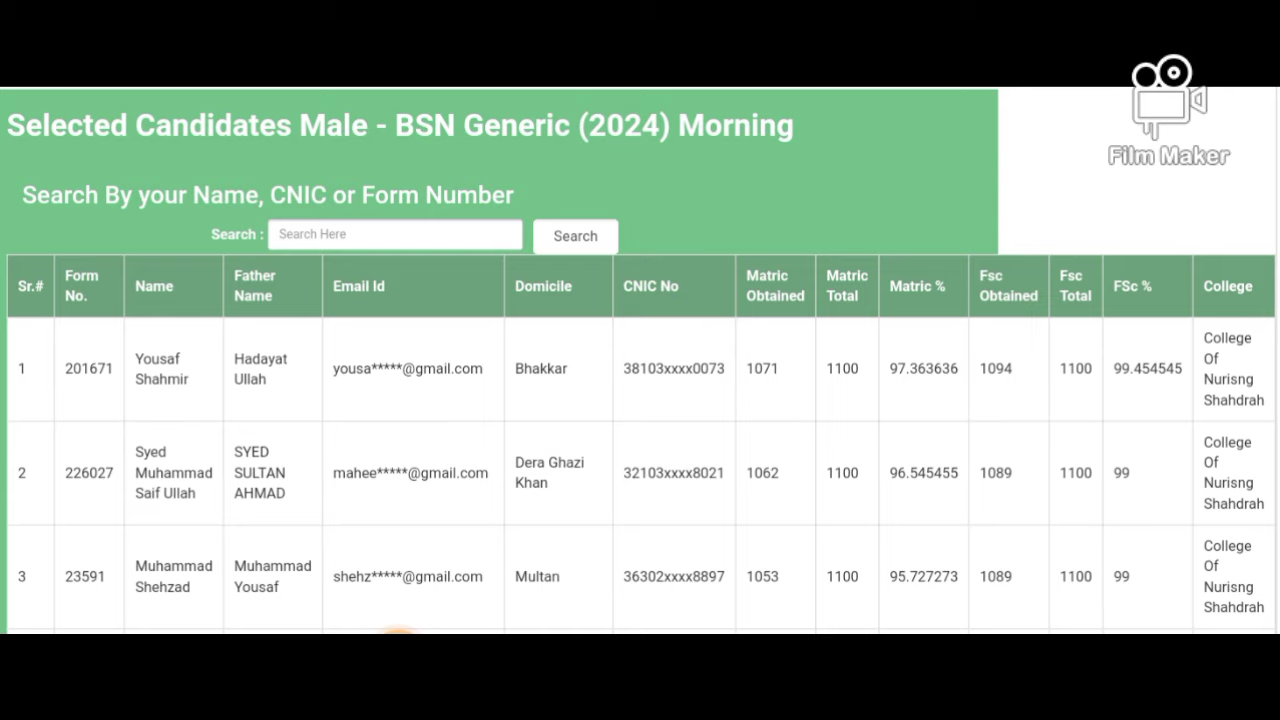 Film Maker
Selected Candidates Male - BSN Generic (2024) Morning
Search By your Name, CNIC or Form Number
Search : Search Here Search
Sr.# Form No. Name Father Name Email Id Domicile CNIC No Matric Obtained Matric Total Matric % Fsc Obtained Fsc Total FSc % College
1 201671 Yousaf Shahmir Hadayat Ullah yousa*****@gmail.com Bhakkar 38103xxxx0073 1071 1100 97.363636 1094 1100 99.454545 College Of Nurisng Shahdrah
2 226027 Syed Muhammad Saif Ullah SYED SULTAN AHMAD mahee*****@gmail.com Dera Ghazi Khan 32103xxxx8021 1062 1100 96.545455 1089 1100 99 College Of Nurisng Shahdrah
3 23591 Muhammad Shehzad Muhammad Yousaf shehz*****@gmail.com Multan 36302xxxx8897 1053 1100 95.727273 1089 1100 99 College Of Nurisng Shahdrah